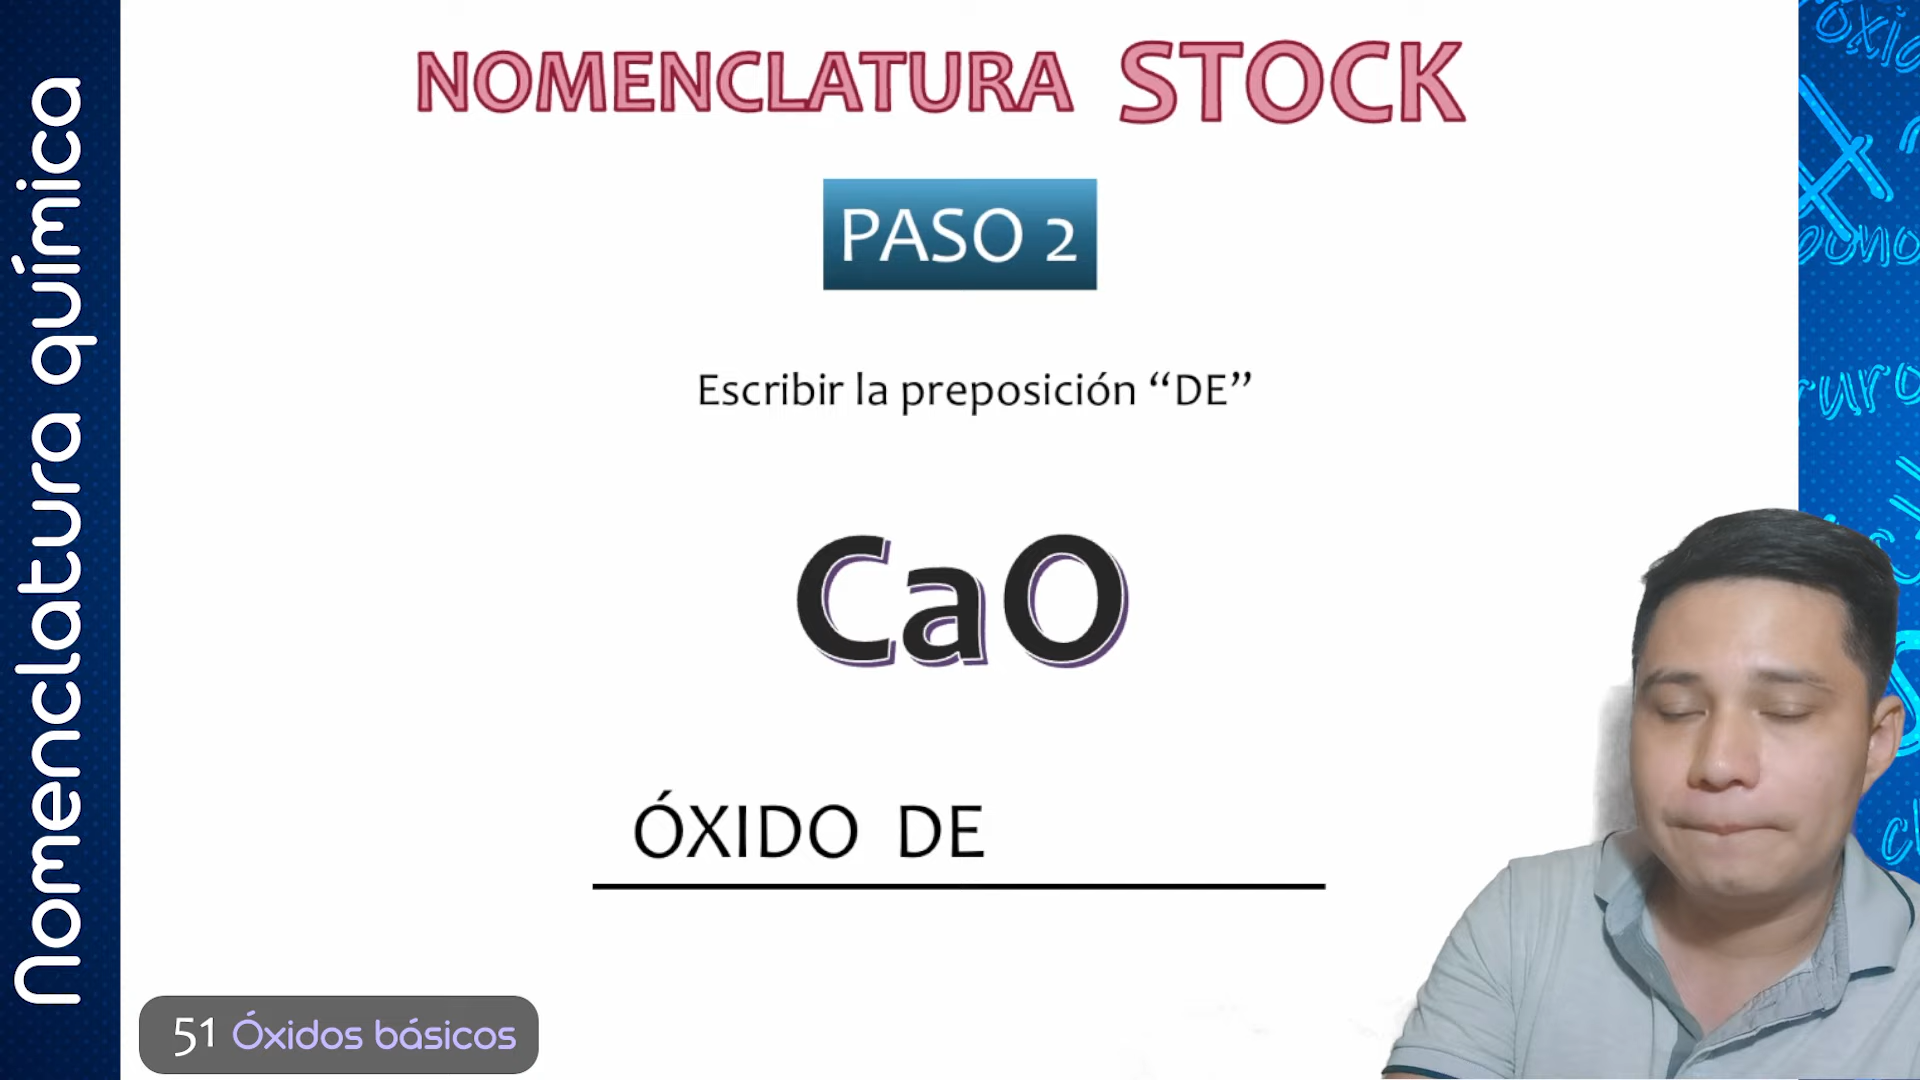 Nomenclatura química
NOMENCLATURA STOCK
PASO 2
Escribir la preposición “DE”
CaO
ÓXIDO DE
51 Óxidos básicos